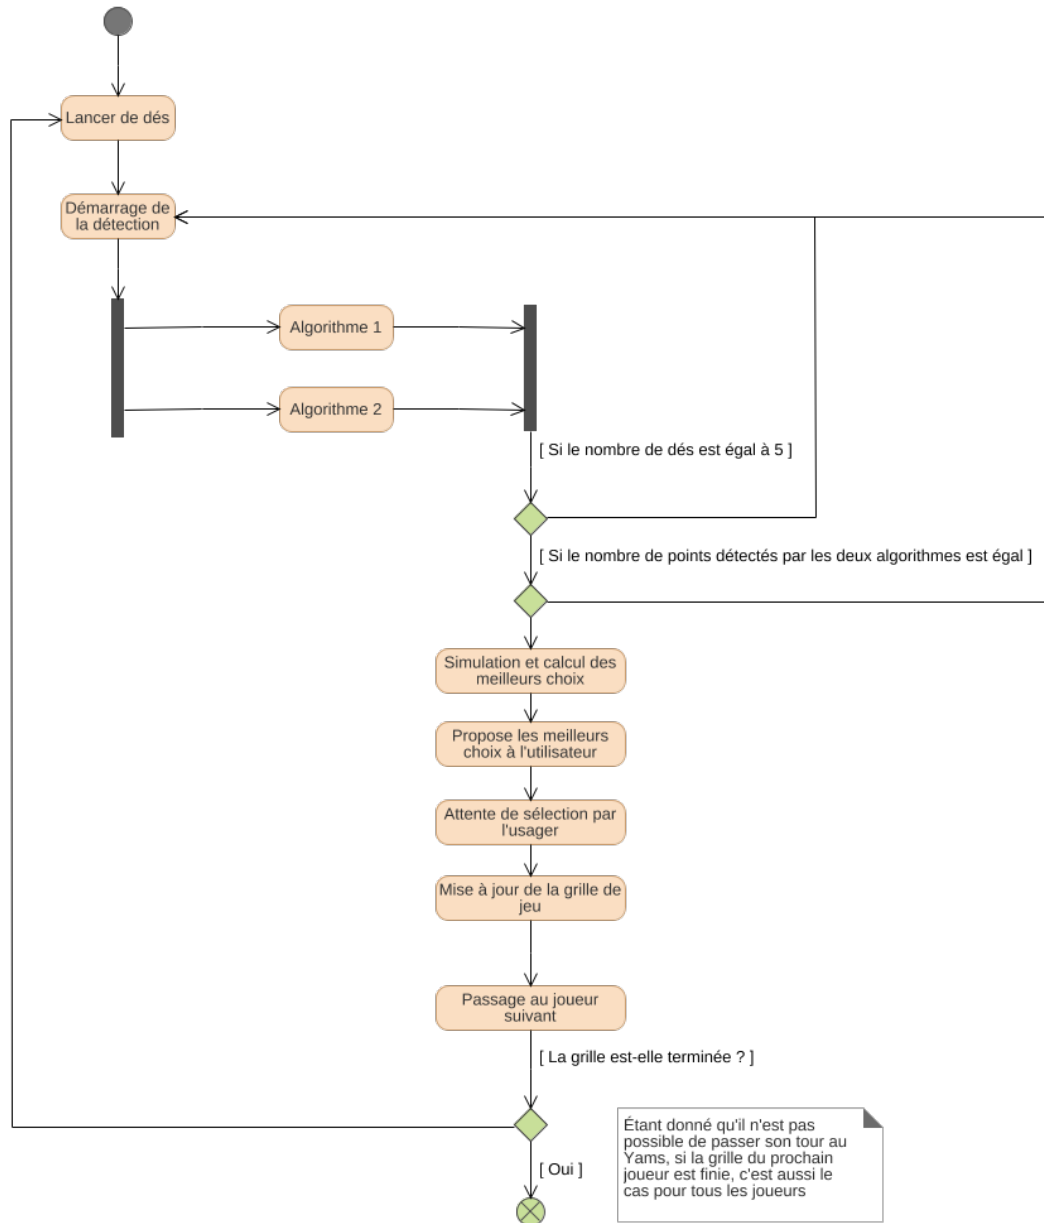 Lancer de dés
Démarrage de
la détection
Algorithme 1
Algorithme 2
[ Si le nombre de dés est égal à 5 ]
[ Si le nombre de points détectés par les deux algorithmes est égal ]
Simulation et calcul des
meilleurs choix
Propose les meilleurs
choix à l'utilisateur
Attente de sélection par
l'usager
Mise à jour de la grille de
jeu
Passage au joueur
suivant
[ La grille est-elle terminée ? ]
[ Oui ]
Étant donné qu'il n'est pas
possible de passer son tour au
Yams, si la grille du prochain
joueur est finie, c'est aussi le
cas pour tous les joueurs